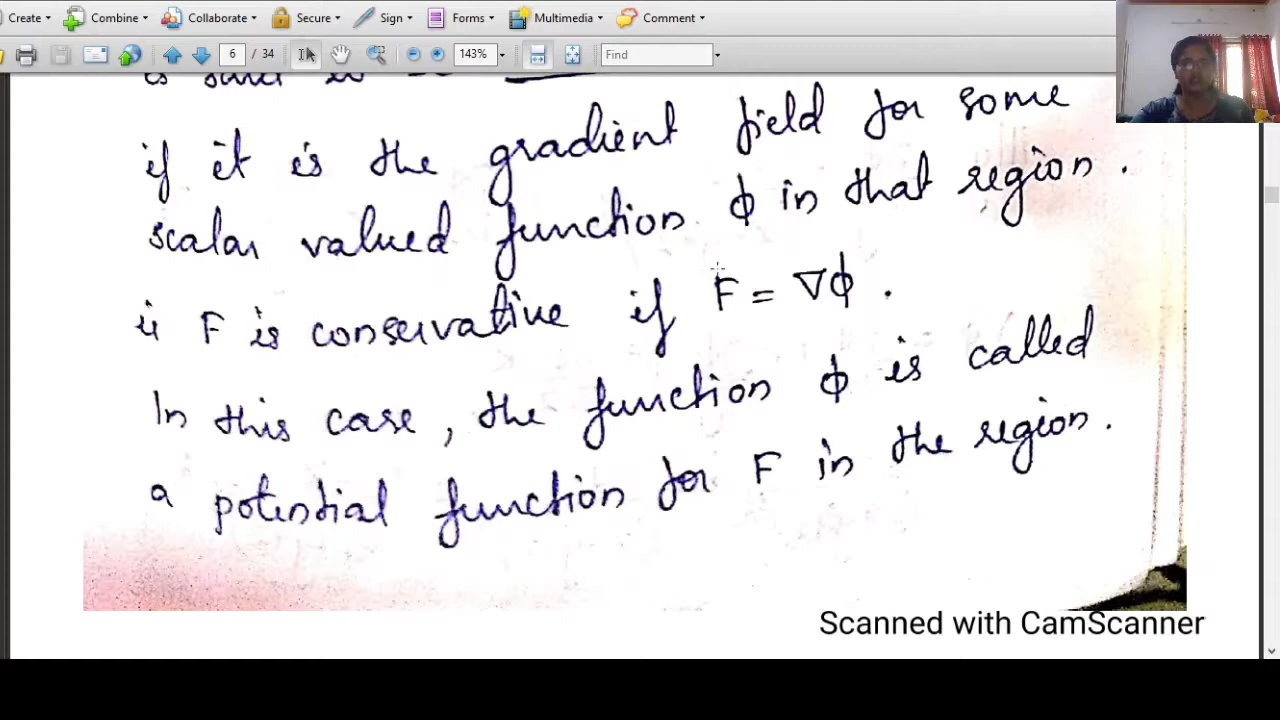 Create Combine Collaborate Secure Sign Forms Multimedia Comment
6 / 34 143% Find
if it is the gradient field for some
scalar valued function ϕ in that region.
ie F is conservative if F = ∇ϕ.
In this case, the function ϕ is called
a potential function for F in the region.
Scanned with CamScanner